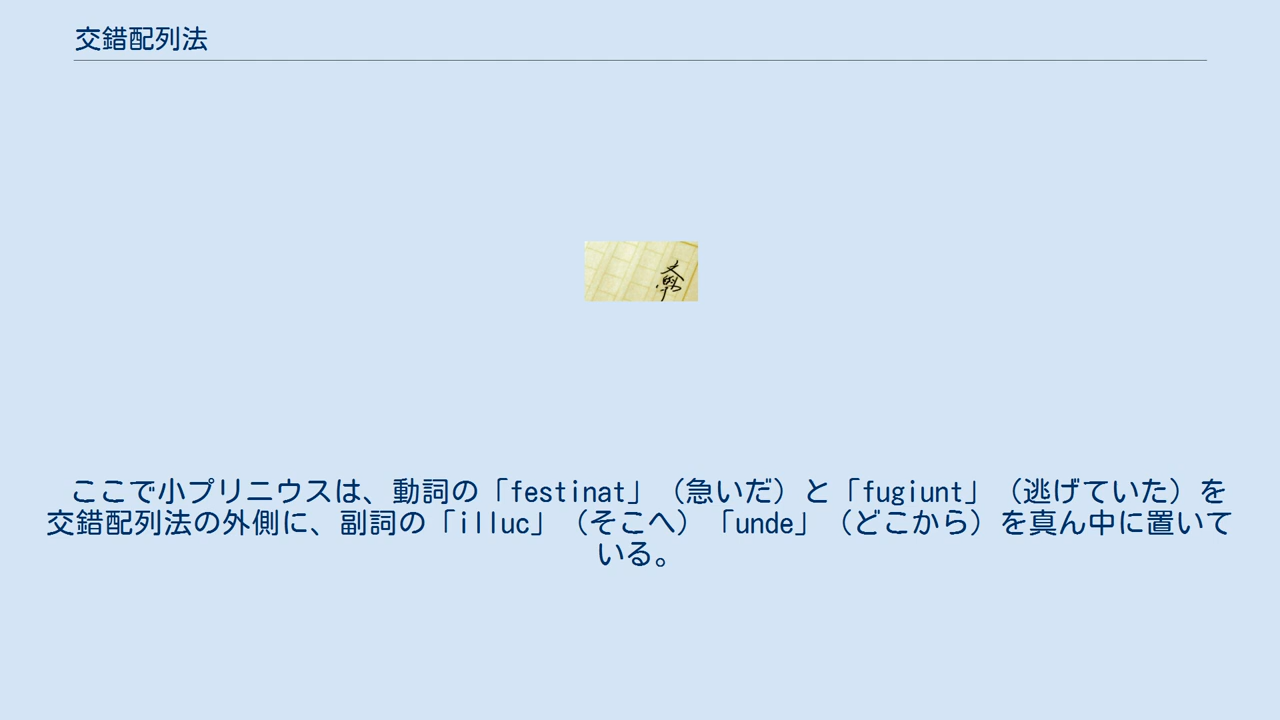 交錯配列法
ここで小プリニウスは、動詞の「festinat」（急いだ）と「fugiunt」（逃げていた）を
交錯配列法の外側に、副詞の「illuc」（そこへ）「unde」（どこから）を真ん中に置いて
いる。